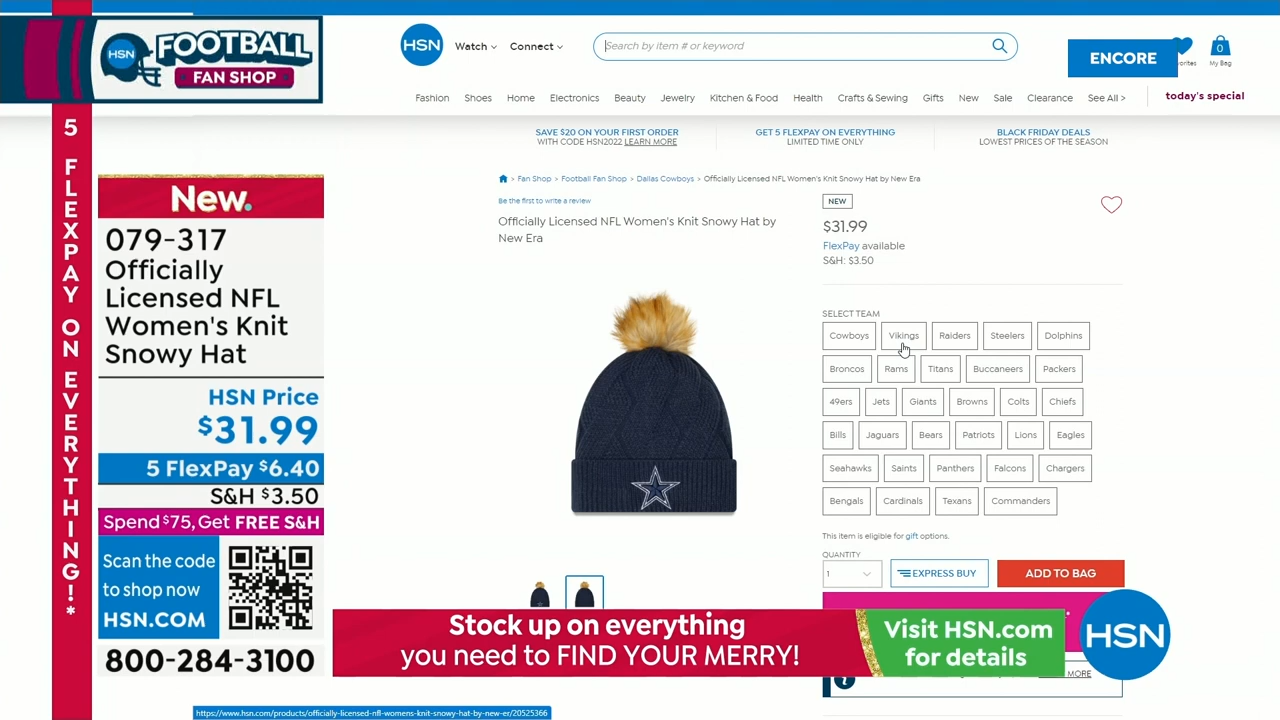 HSN
FOOTBALL
FAN SHOP
5 FLEXPAY ON EVERYTHING!*
New.
079-317
Officially
Licensed NFL
Women's Knit
Snowy Hat
HSN Price
$31.99
5 FlexPay $6.40
S&H $3.50
Spend $75, Get FREE S&H
Scan the code
to shop now
HSN.COM
800-284-3100
HSN
Watch
Connect
Search by item # or keyword
ENCORE
0
My Bag
Fashion Shoes Home Electronics Beauty Jewelry Kitchen & Food Health Crafts & Sewing Gifts New Sale Clearance See All > today's special
SAVE $20 ON YOUR FIRST ORDER
WITH CODE HSN2022 LEARN MORE
GET 5 FLEXPAY ON EVERYTHING
LIMITED TIME ONLY
BLACK FRIDAY DEALS
LOWEST PRICES OF THE SEASON
> Fan Shop > Football Fan Shop > Dallas Cowboys > Officially Licensed NFL Women's Knit Snowy Hat by New Era
Be the first to write a review
Officially Licensed NFL Women's Knit Snowy Hat by
New Era
NEW
$31.99
FlexPay available
S&H: $3.50
SELECT TEAM
Cowboys Vikings Raiders Steelers Dolphins
Broncos Rams Titans Buccaneers Packers
49ers Jets Giants Browns Colts Chiefs
Bills Jaguars Bears Patriots Lions Eagles
Seahawks Saints Panthers Falcons Chargers
Bengals Cardinals Texans Commanders
This item is eligible for gift options.
QUANTITY
1
EXPRESS BUY
ADD TO BAG
Stock up on everything
you need to FIND YOUR MERRY!
Visit HSN.com
for details
HSN
MORE
https://www.hsn.com/products/officially-licensed-nfl-womens-knit-snowy-hat-by-new-er/20525366